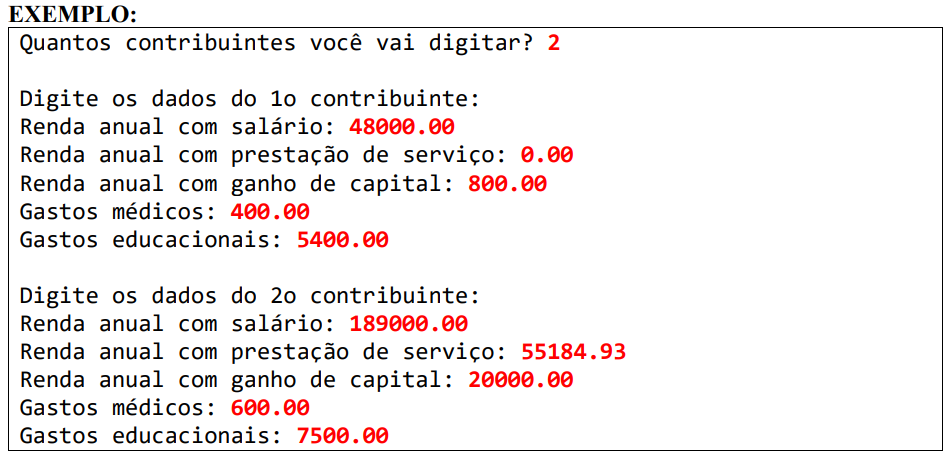 EXEMPLO:
Quantos contribuintes você vai digitar? 2
Digite os dados do 1o contribuinte:
Renda anual com salário: 48000.00
Renda anual com prestação de serviço: 0.00
Renda anual com ganho de capital: 800.00
Gastos médicos: 400.00
Gastos educacionais: 5400.00
Digite os dados do 2o contribuinte:
Renda anual com salário: 189000.00
Renda anual com prestação de serviço: 55184.93
Renda anual com ganho de capital: 20000.00
Gastos médicos: 600.00
Gastos educacionais: 7500.00